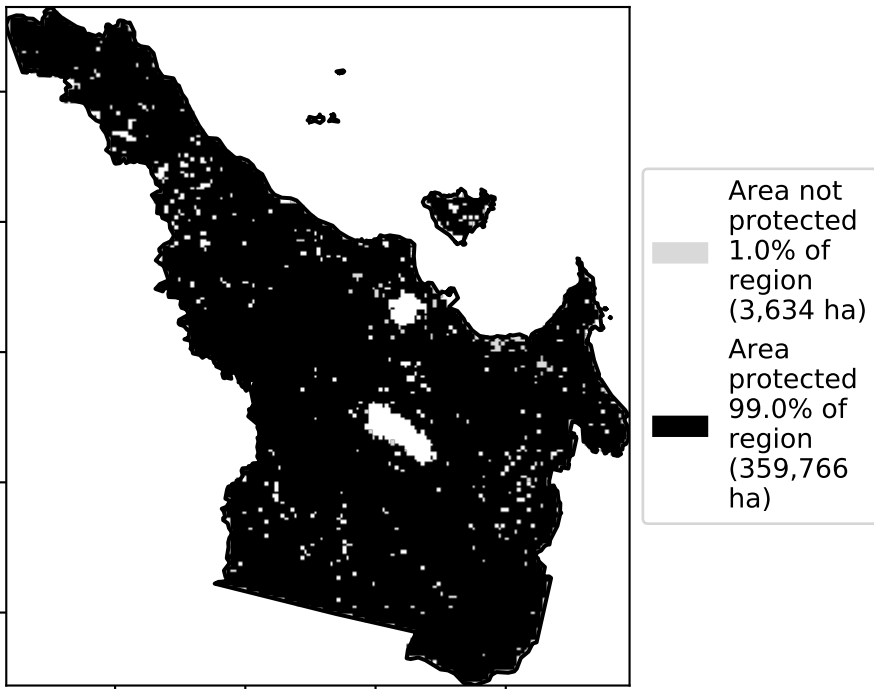 Area not
protected
1.0% of
region
(3,634 ha)
Area
protected
99.0% of
region
(359,766
ha)